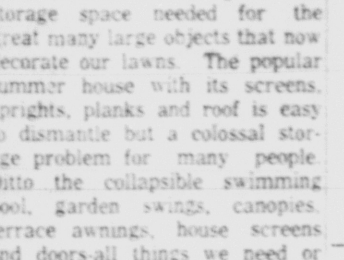 torage space needed for the
reat many large objects that now
ecorate our lawns. The popular
ummer house with its screens,
prights, planks and roof is easy
o dismantle but a colossal stor-
ge problem for many people.
itto the collapsible swimming
ool, garden swings, canopies,
errace awnings, house screens
nd doors-all things we need or